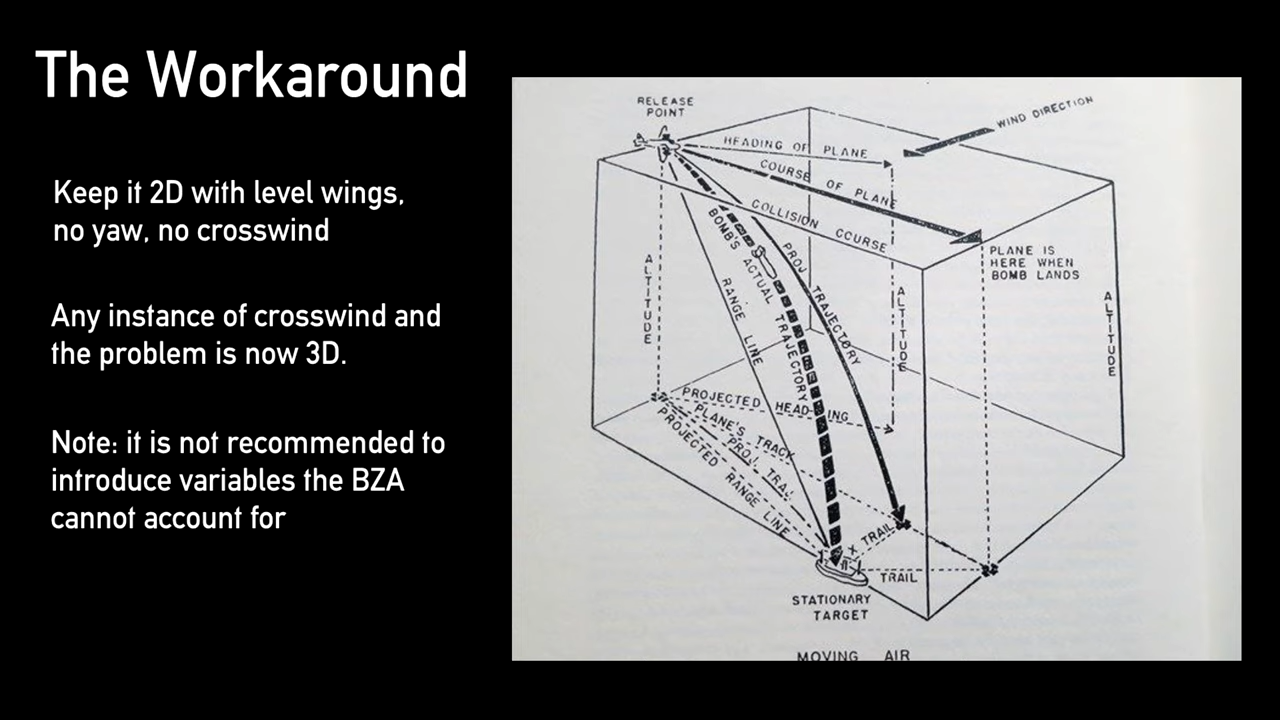 The Workaround
Keep it 2D with level wings,
no yaw, no crosswind
Any instance of crosswind and
the problem is now 3D.
Note: it is not recommended to
introduce variables the BZA
cannot account for
RELEASE
POINT
WIND DIRECTION
HEADING OF PLANE
COURSE OF PLANE
COLLISION COURSE
PLANE IS
HERE WHEN
BOMB LANDS
BOMB'S ACTUAL TRAJECTORY
PROJ. TRAJECTORY
RANGE LINE
ALTITUDE
ALTITUDE
ALTITUDE
PROJECTED HEADING
PLANE'S TRACK
PROJ. TRAJ.
PROJECTED RANGE LINE
X TRAIL
TRAIL
STATIONARY
TARGET
MOVING AIR